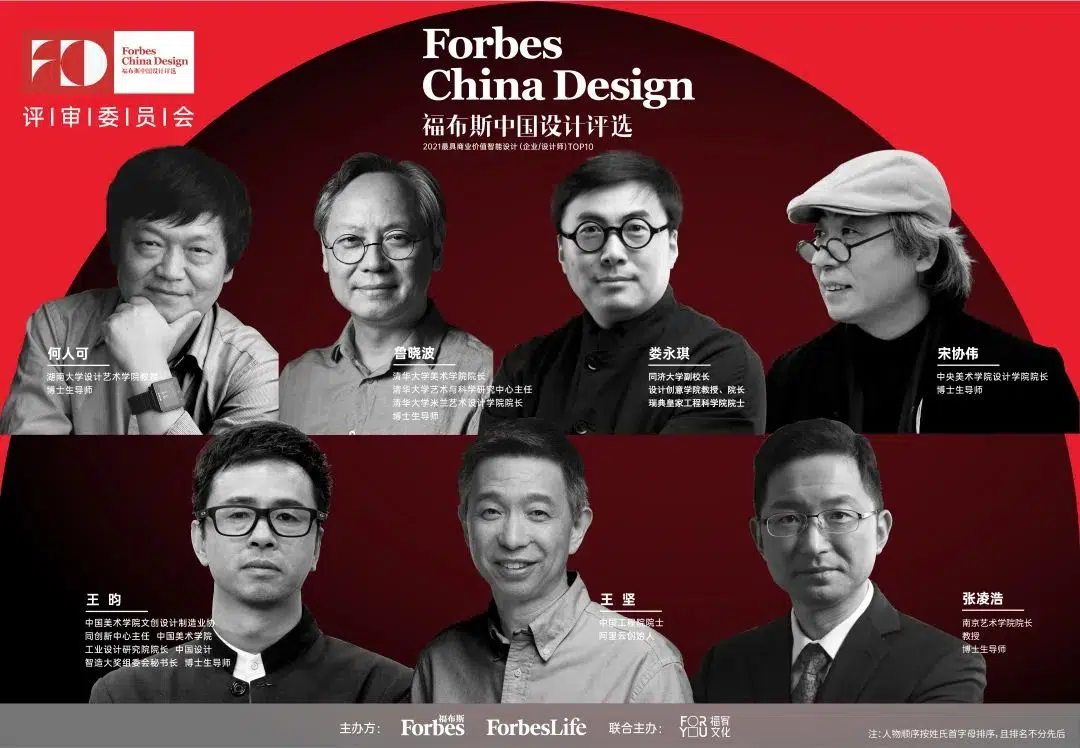 Forbes
China Design
福布斯中国设计评选
评|审|委|员|会
Forbes
China Design
福布斯中国设计评选
2021最具商业价值智能设计(企业/设计师)TOP10
何人可
湖南大学设计艺术学院教授
博士生导师
鲁晓波
清华大学美术学院院长
清华大学艺术与科学研究中心主任
清华大学米兰艺术设计学院院长
博士生导师
娄永琪
同济大学副校长
设计创意学院教授、院长
瑞典皇家工程科学院院士
宋协伟
中央美术学院设计学院院长
博士生导师
王 昀
中国美术学院文创设计制造业协
同创新中心主任 中国美术学院
工业设计研究院院长 中国设计
智造大奖组委会秘书长 博士生导师
王 坚
中国工程院院士
阿里云创始人
张凌浩
南京艺术学院院长
教授
博士生导师
主办方:
福布斯
Forbes
ForbesLife
联合主办:
FOR YOU
福宥文化
注:人物顺序按姓氏首字母排序,且排名不分先后